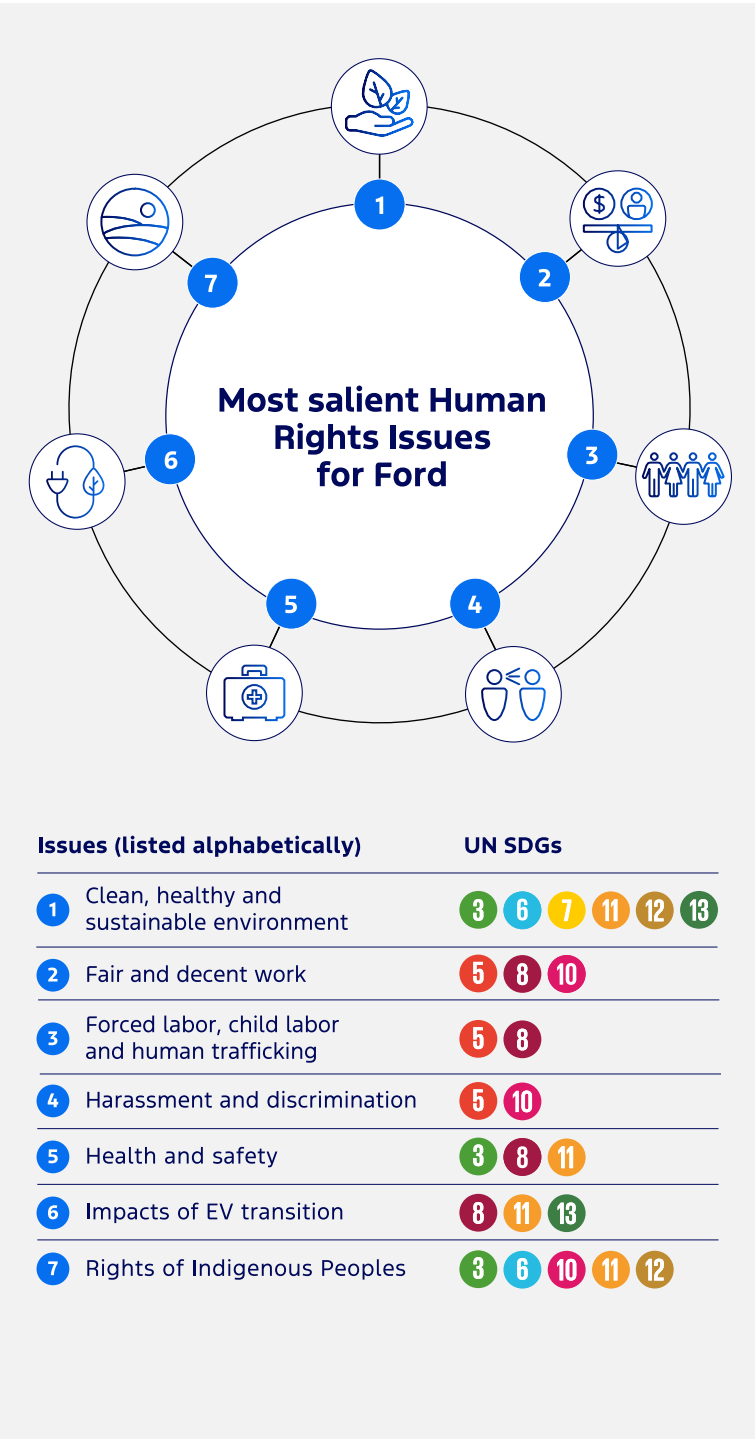 1
2
3
4
5
6
7
$
Most salient Human
Rights Issues
for Ford
Issues (listed alphabetically) UN SDGs
1 Clean, healthy and
sustainable environment 3 6 7 11 12 13
2 Fair and decent work 5 8 10
3 Forced labor, child labor
and human trafficking 5 8
4 Harassment and discrimination 5 10
5 Health and safety 3 8 11
6 Impacts of EV transition 8 11 13
7 Rights of Indigenous Peoples 3 6 10 11 12